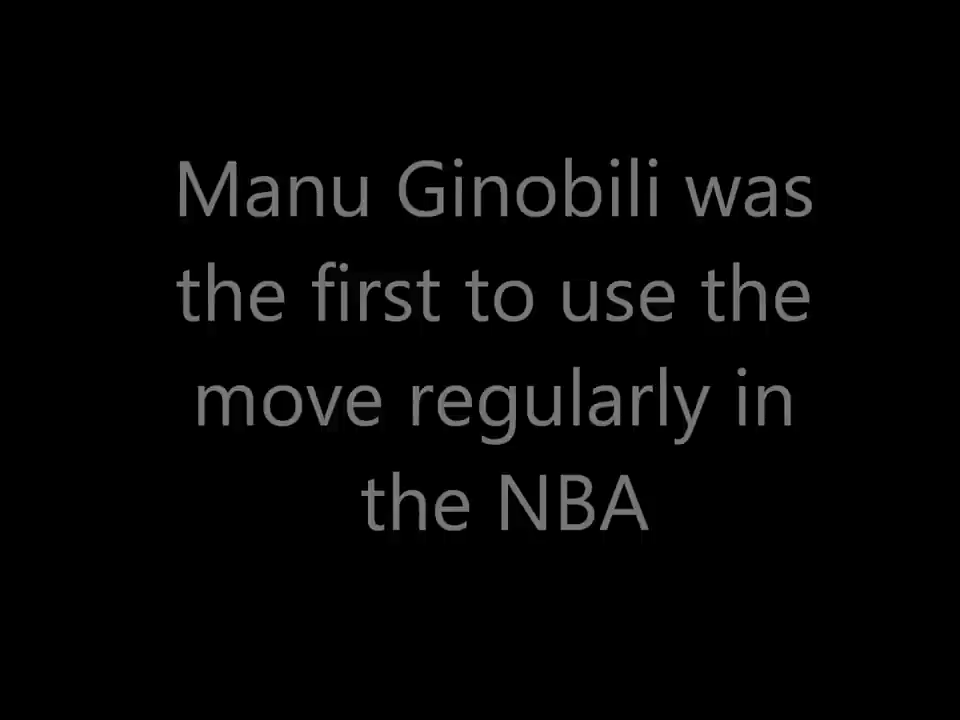 Manu Ginobili was
the first to use the
move regularly in
the NBA